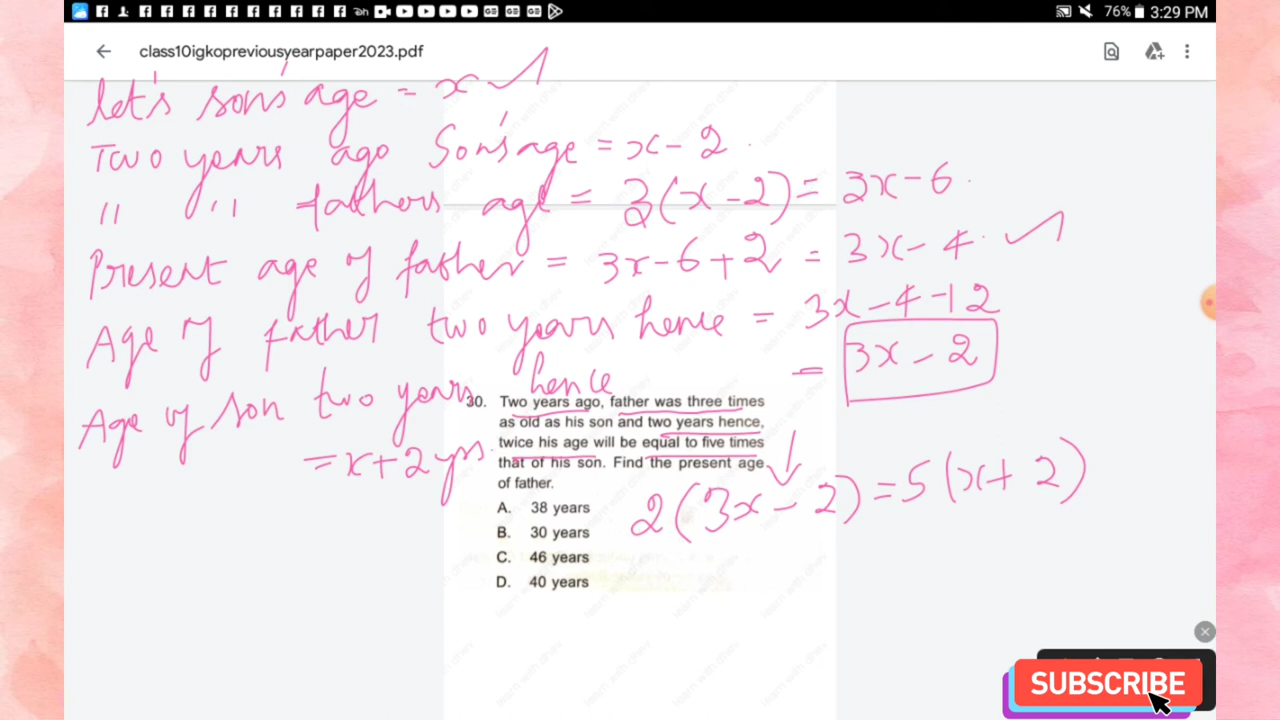 76% 3:29 PM
class10igkopreviousyearpaper2023.pdf
let's son's age = x
Two years ago Son's age = x - 2
" " fathers age = 3(x - 2) = 3x - 6
Present age of father = 3x - 6 + 2 = 3x - 4
Age of father two years hence = 3x - 4 - 12
= 3x - 2
Age of son two years hence
= x + 2 yrs.
30. Two years ago, father was three times
as old as his son and two years hence,
twice his age will be equal to five times
that of his son. Find the present age
of father.
2(3x - 2) = 5(x + 2)
A. 38 years
B. 30 years
C. 46 years
D. 40 years
SUBSCRIBE